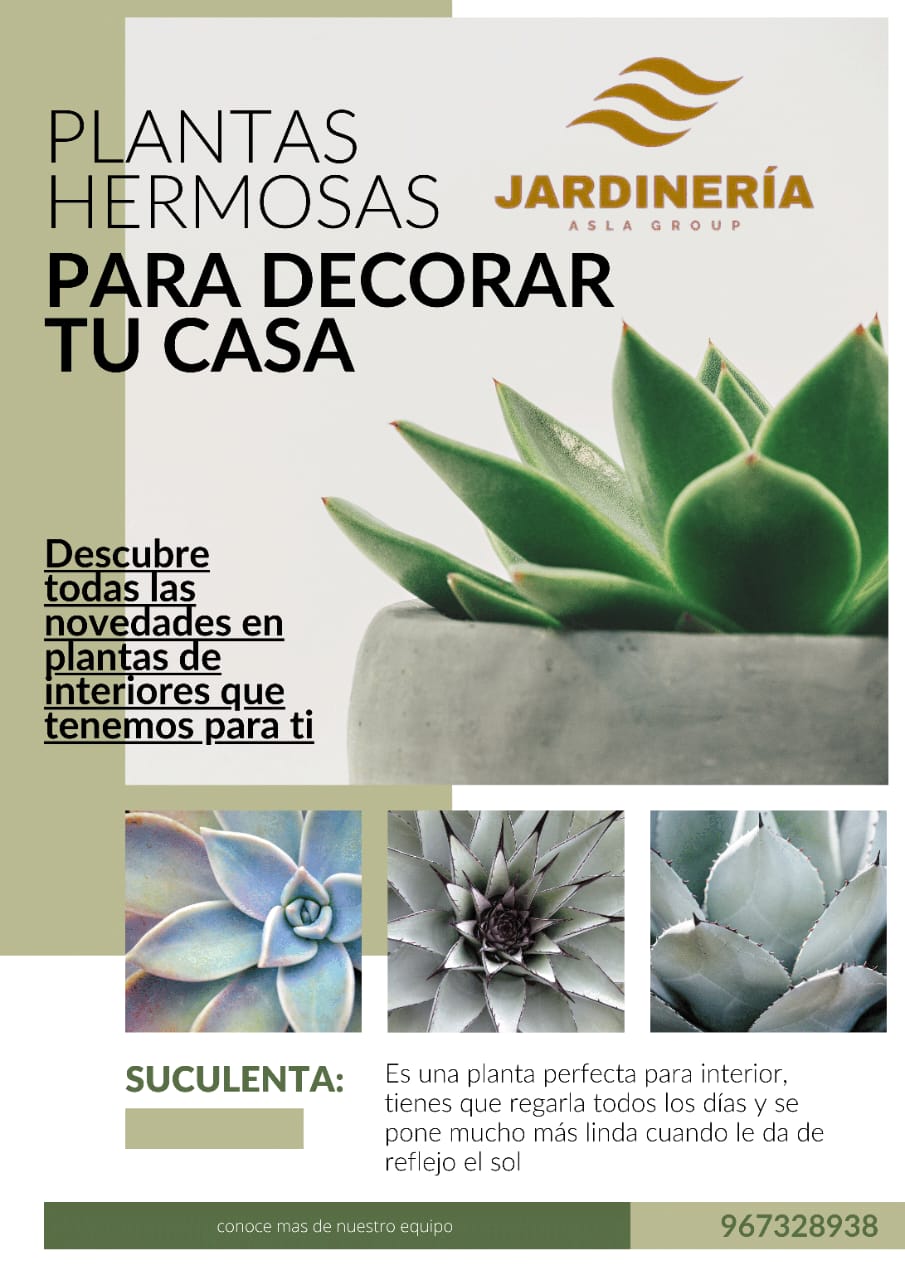 PLANTAS
HERMOSAS
PARA DECORAR
TU CASA
JARDINERÍA
ASLA GROUP
Descubre
todas las
novedades en
plantas de
interiores que
tenemos para ti
SUCULENTA:
Es una planta perfecta para interior,
tienes que regarla todos los días y se
pone mucho más linda cuando le da de
reflejo el sol
conoce mas de nuestro equipo
967328938